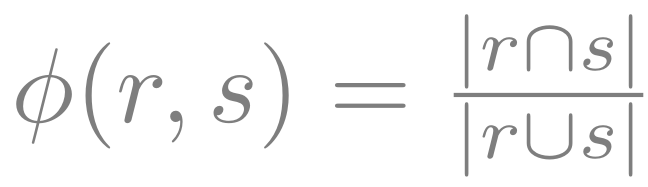 ϕ(r, s) = |r∩s| / |r∪s|